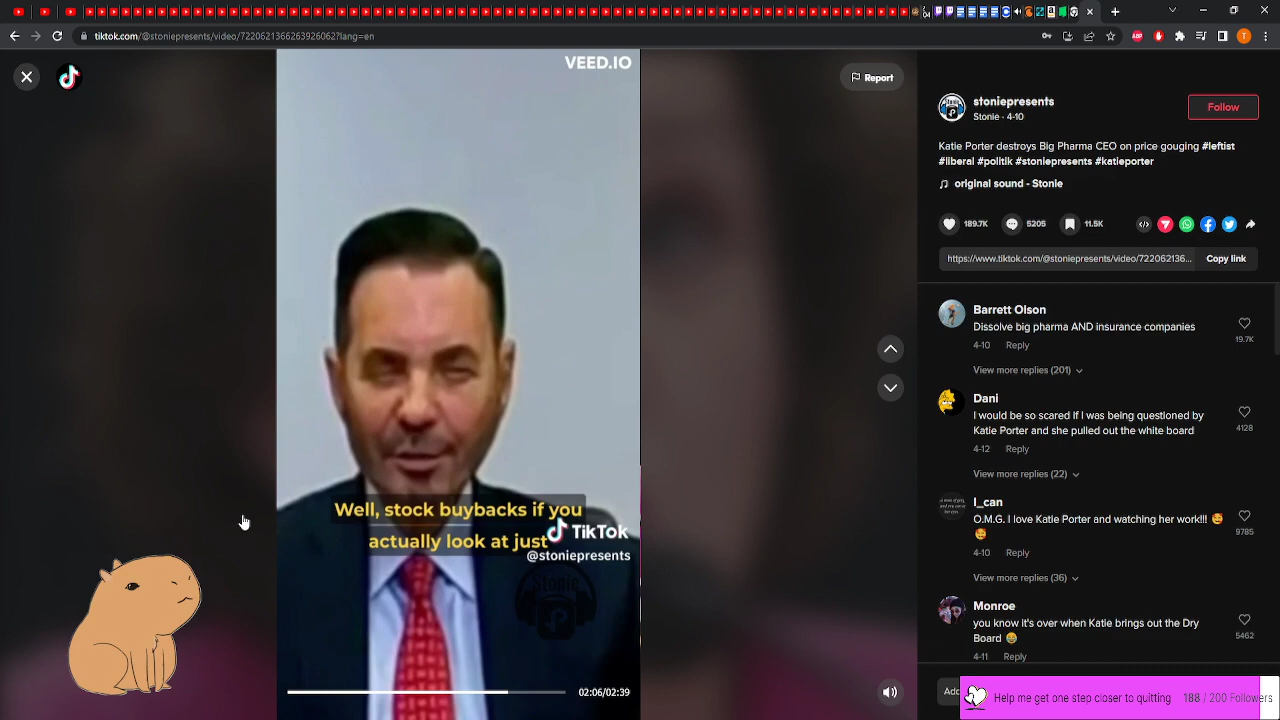 tiktok.com/@stoniepresents/video/7220621366263926062?lang=en
VEED.IO
Report
Well, stock buybacks if you
actually look at just
TikTok
@stoniepresents
Stonie
02:06/02:39
stoniepresents
Stonie · 4-10
Follow
Katie Porter destroys Big Pharma CEO on price gouging #leftist
#liberal #politik #stoniepresents #katieporter
original sound - Stonie
189.7K
5205
11.5K
https://www.tiktok.com/@stoniepresents/video/722062136...
Copy link
Barrett Olson
Dissolve big pharma AND insurance companies
19.7K
4-10 Reply
View more replies (201)
Dani
I would be so scared if I was being questioned by
Katie Porter and she pulled out the white board
4128
4-12 Reply
View more replies (22)
I_can
O.M.G. I love Katie Porter and watching her work!!! 🥰
🥰
9785
4-10 Reply
View more replies (36)
Monroe
you know it's over when Katie brings out the Dry
Board 😂
5462
4-11 Reply
Help me get one step closer to quitting 188 / 200 Followers